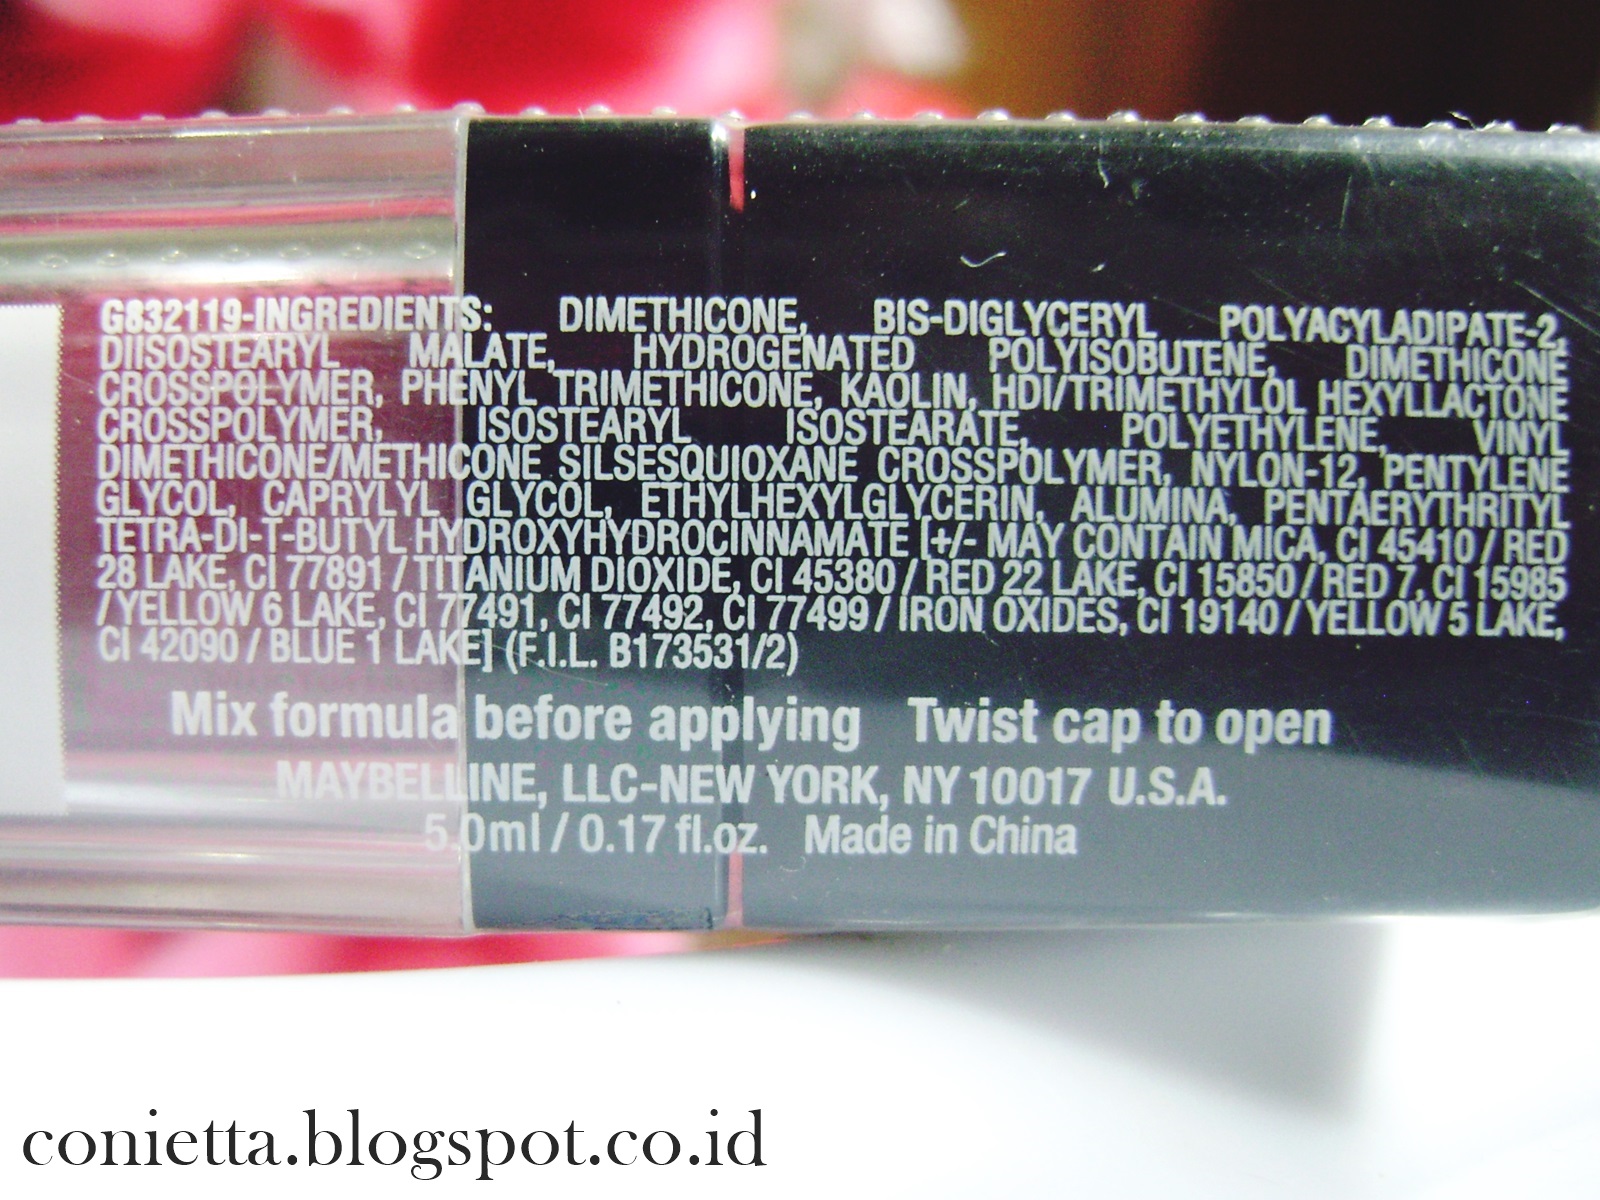 G832119-INGREDIENTS: DIMETHICONE, BIS-DIGLYCERYL POLYACYLADIPATE-2,
DIISOSTEARYL MALATE, HYDROGENATED POLYISOBUTENE, DIMETHICONE
CROSSPOLYMER, PHENYL TRIMETHICONE, KAOLIN, HDI/TRIMETHYLOL HEXYLLACTONE
CROSSPOLYMER, ISOSTEARYL ISOSTEARATE, POLYETHYLENE, VINYL
DIMETHICONE/METHICONE SILSESQUIOXANE CROSSPOLYMER, NYLON-12, PENTYLENE
GLYCOL, CAPRYLYL GLYCOL, ETHYLHEXYLGLYCERIN, ALUMINA, PENTAERYTHRITYL
TETRA-DI-T-BUTYL HYDROXYHYDROCINNAMATE [+/- MAY CONTAIN MICA, CI 45410 / RED
28 LAKE, CI 77891 / TITANIUM DIOXIDE, CI 45380 / RED 22 LAKE, CI 15850 / RED 7, CI 15985
/ YELLOW 6 LAKE, CI 77491, CI 77492, CI 77499 / IRON OXIDES, CI 19140 / YELLOW 5 LAKE,
CI 42090 / BLUE 1 LAKE] (F.I.L. B173531/2)
Mix formula before applying Twist cap to open
MAYBELLINE, LLC-NEW YORK, NY 10017 U.S.A.
5.0ml / 0.17 fl.oz. Made in China
conietta.blogspot.co.id